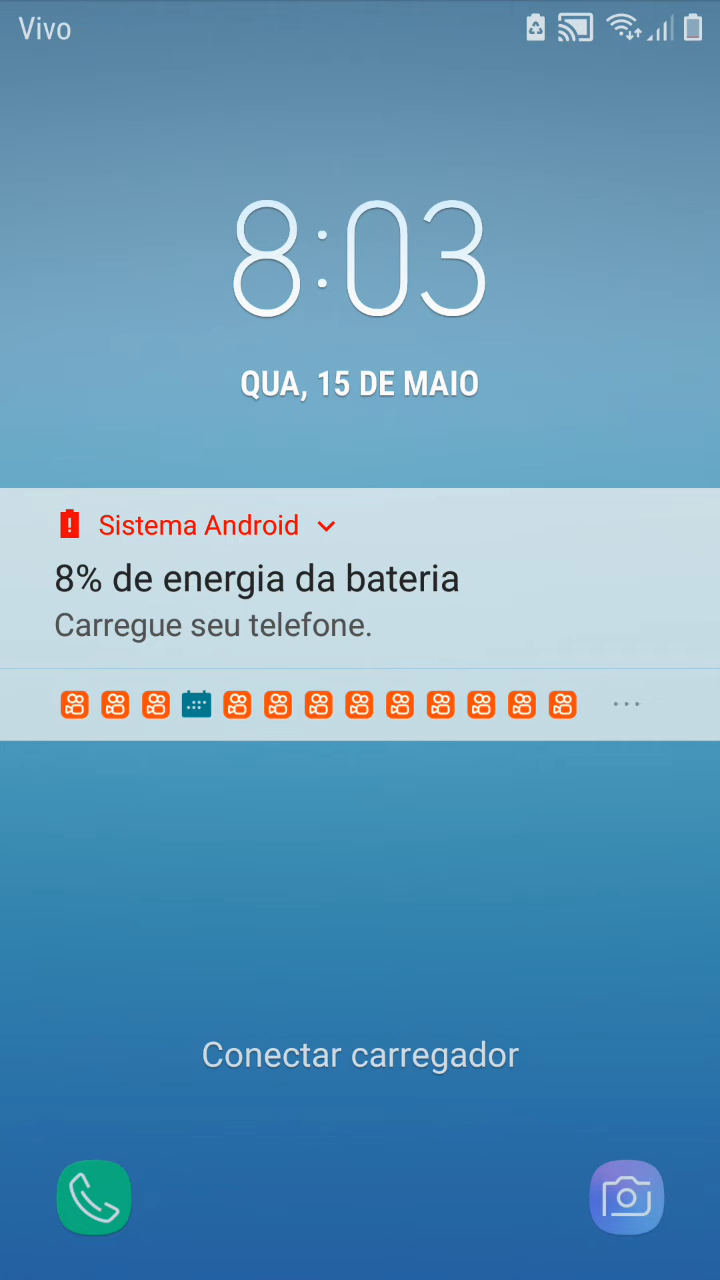 Vivo
8:03
QUA, 15 DE MAIO
Sistema Android
8% de energia da bateria
Carregue seu telefone.
Conectar carregador